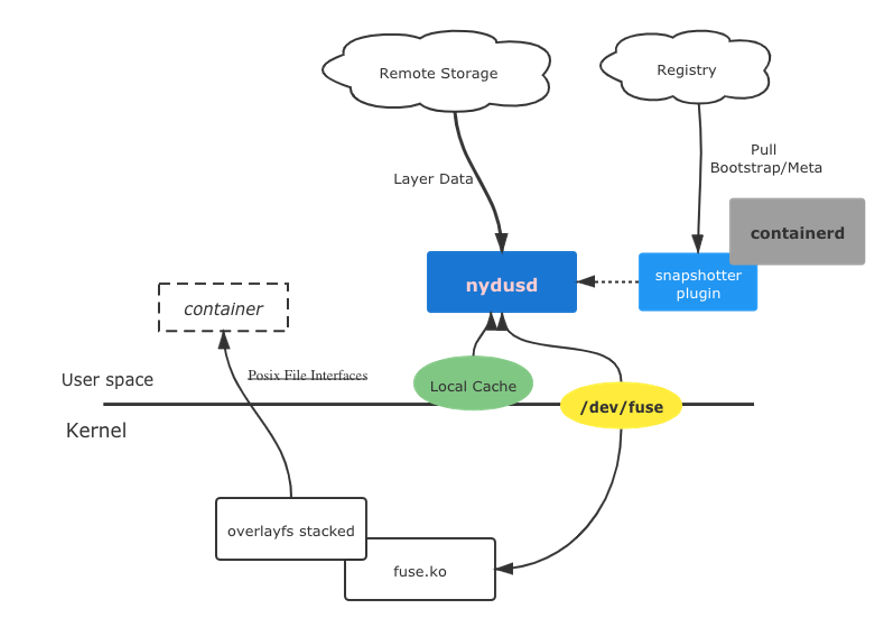 Remote Storage
Registry
Pull
Bootstrap/Meta
Layer Data
containerd
snapshotter
plugin
nydusd
container
Posix File Interfaces
User space
Local Cache
/dev/fuse
Kernel
overlayfs stacked
fuse.ko